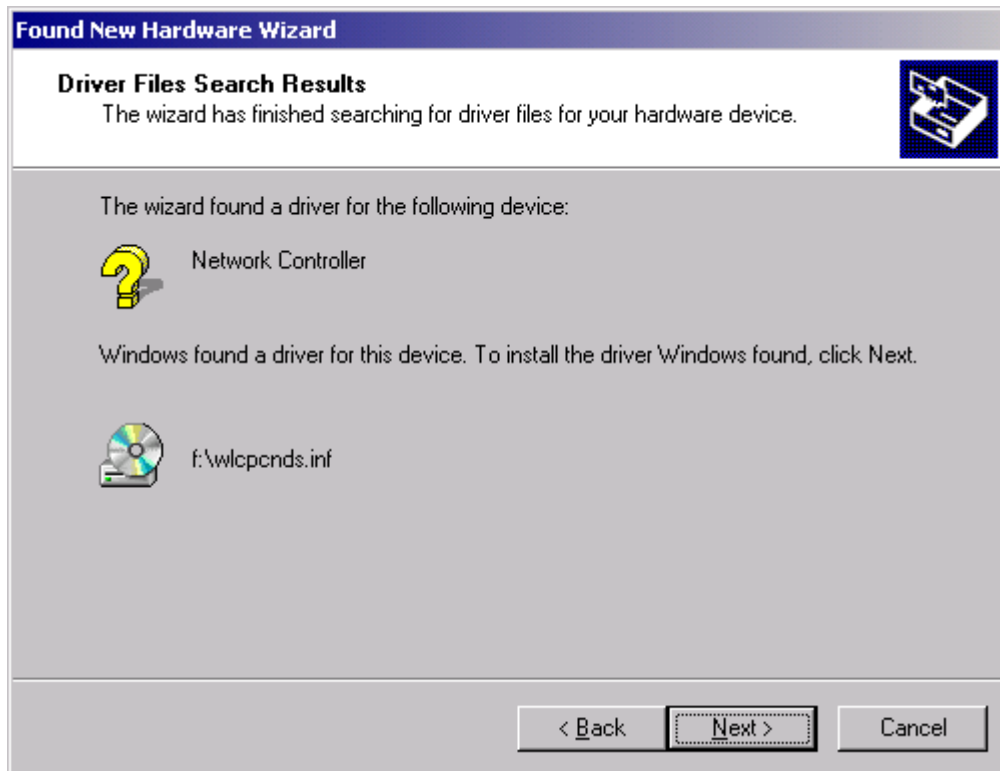 Found New Hardware Wizard
Driver Files Search Results
The wizard has finished searching for driver files for your hardware device.
The wizard found a driver for the following device:
Network Controller
Windows found a driver for this device. To install the driver Windows found, click Next.
f:\wlcpcnds.inf
< Back
Next >
Cancel